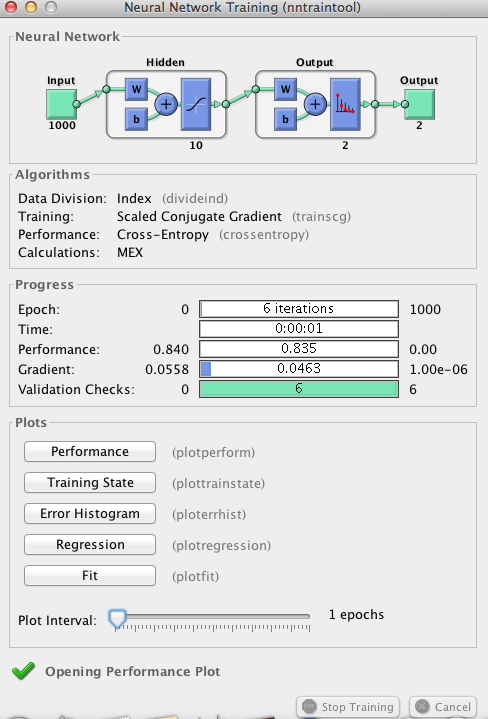 Neural Network Training (nntraintool)
Neural Network
Hidden Output
Input Output
W W
+ +
b b
1000 2
10 2
Algorithms
Data Division: Index (divideind)
Training: Scaled Conjugate Gradient (trainscg)
Performance: Cross-Entropy (crossentropy)
Calculations: MEX
Progress
Epoch: 0 6 iterations 1000
Time: 0:00:01
Performance: 0.840 0.835 0.00
Gradient: 0.0558 0.0463 1.00e-06
Validation Checks: 0 6 6
Plots
Performance (plotperform)
Training State (plottrainstate)
Error Histogram (ploterrhist)
Regression (plotregression)
Fit (plotfit)
Plot Interval: 1 epochs
Opening Performance Plot
Stop Training Cancel